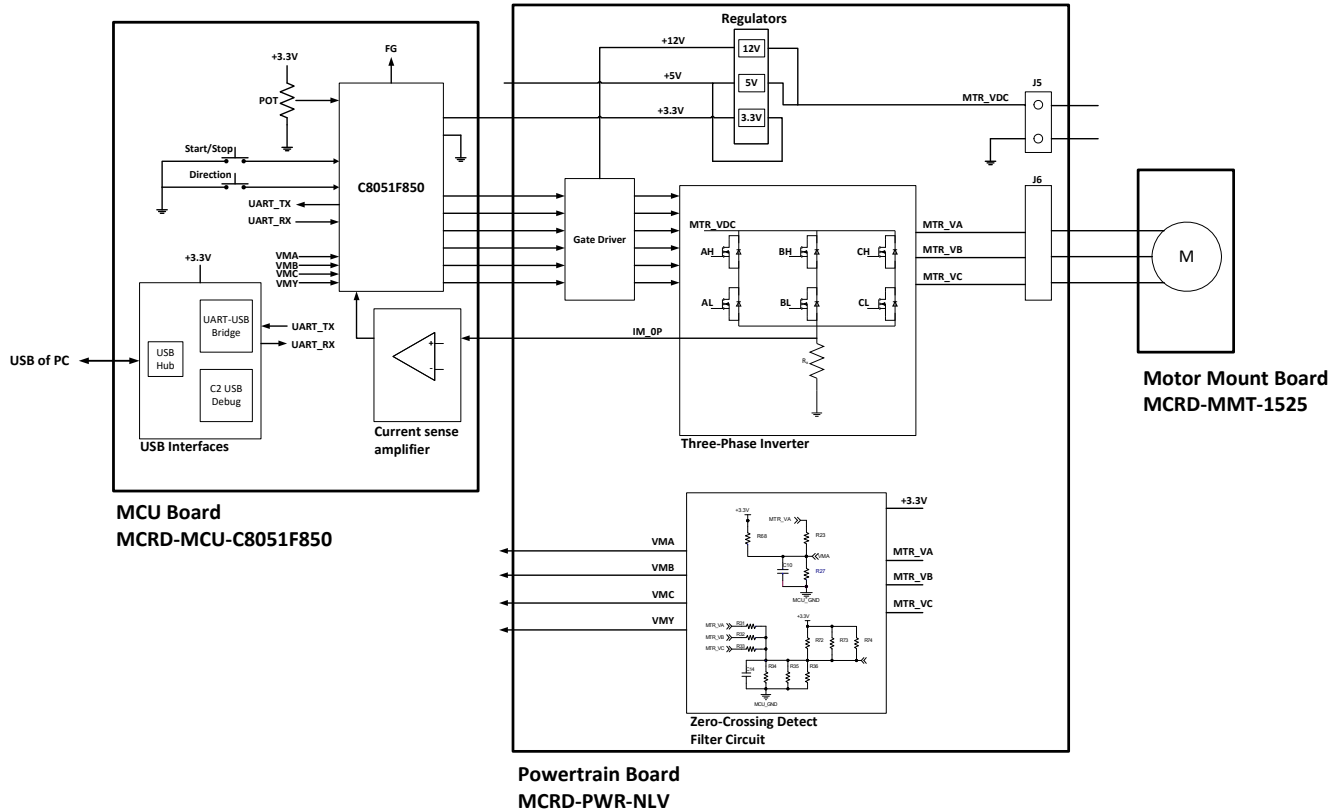 Regulators
+12V
12V
+5V
5V
+3.3V
3.3V
MTR_VDC
J5
FG
+3.3V
POT
Start/Stop
Direction
C8051F850
UART_TX
UART_RX
VMA
VMB
VMC
VMY
+3.3V
UART-USB
Bridge
USB
Hub
C2 USB
Debug
UART_TX
UART_RX
USB of PC
USB Interfaces
+
-
Current sense
amplifier
MCU Board
MCRD-MCU-C8051F850
Gate Driver
IM_0P
MTR_VDC
AH
BH
CH
AL
BL
CL
Three-Phase Inverter
MTR_VA
MTR_VB
MTR_VC
J6
M
Motor Mount Board
MCRD-MMT-1525
VMA
VMB
VMC
VMY
+3.3V
R68
MTR_VA
R23
VMA
C10
R27
MCU_GND
MTR_VA
R31
MTR_VB
R32
MTR_VC
R33
+3.3V
R72
R73
R74
C14
R34
R35
R36
MCU_GND
+3.3V
MTR_VA
MTR_VB
MTR_VC
Zero-Crossing Detect
Filter Circuit
Powertrain Board
MCRD-PWR-NLV